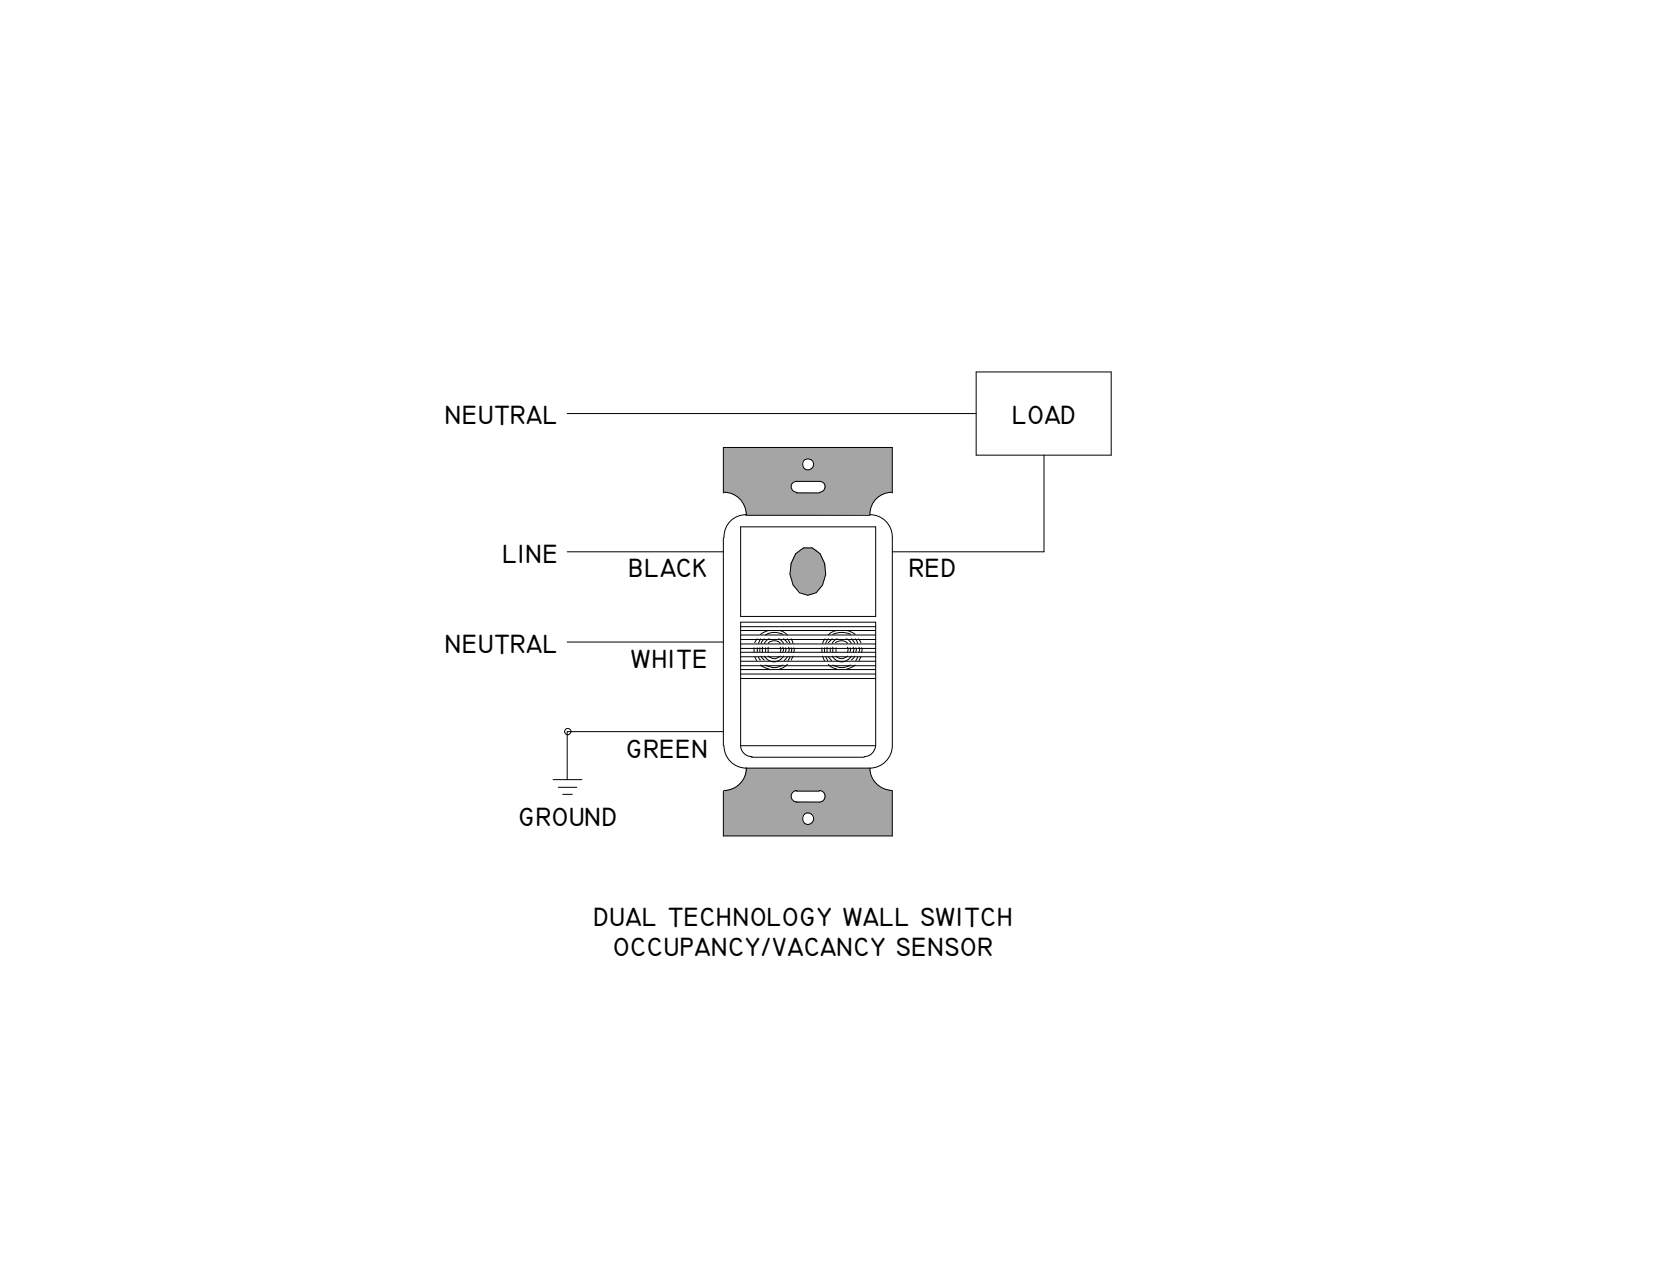 NEUTRAL
LOAD
LINE
BLACK
RED
NEUTRAL
WHITE
GREEN
GROUND
DUAL TECHNOLOGY WALL SWITCH
OCCUPANCY/VACANCY SENSOR